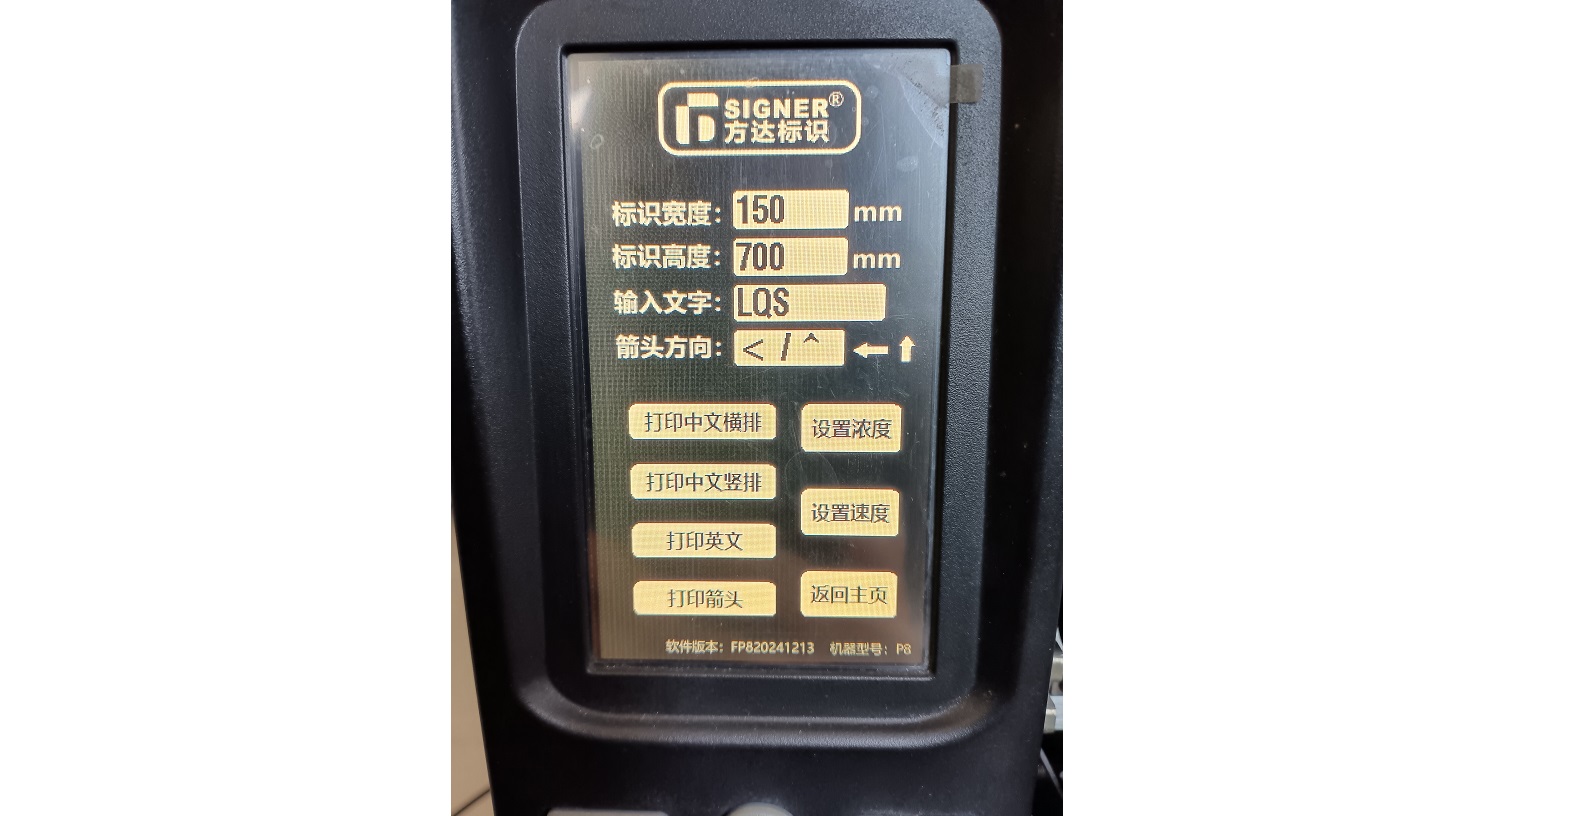 SIGNER®
方达标识
标识宽度： 150 mm
标识高度： 700 mm
输入文字： LQS
箭头方向： < / ^ ← ↑
打印中文横排
设置浓度
打印中文竖排
设置速度
打印英文
打印箭头
返回主页
软件版本：FP820241213 机器型号：P8